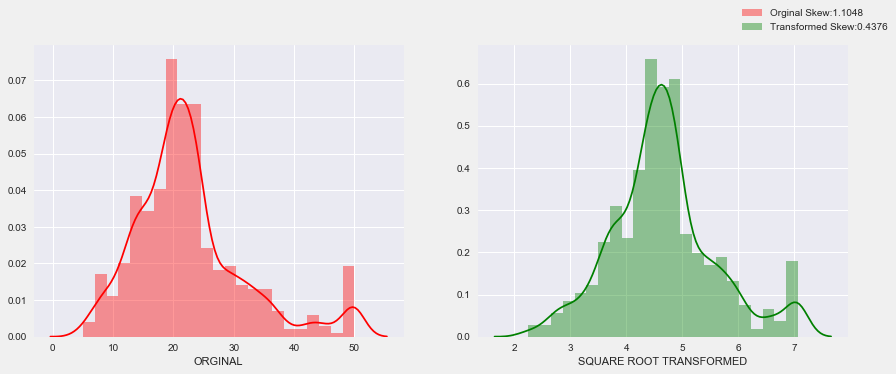 Orginal Skew:1.1048
Transformed Skew:0.4376
0.07
0.06
0.05
0.04
0.03
0.02
0.01
0.00
0 10 20 30 40 50
ORGINAL
0.6
0.5
0.4
0.3
0.2
0.1
0.0
2 3 4 5 6 7
SQUARE ROOT TRANSFORMED